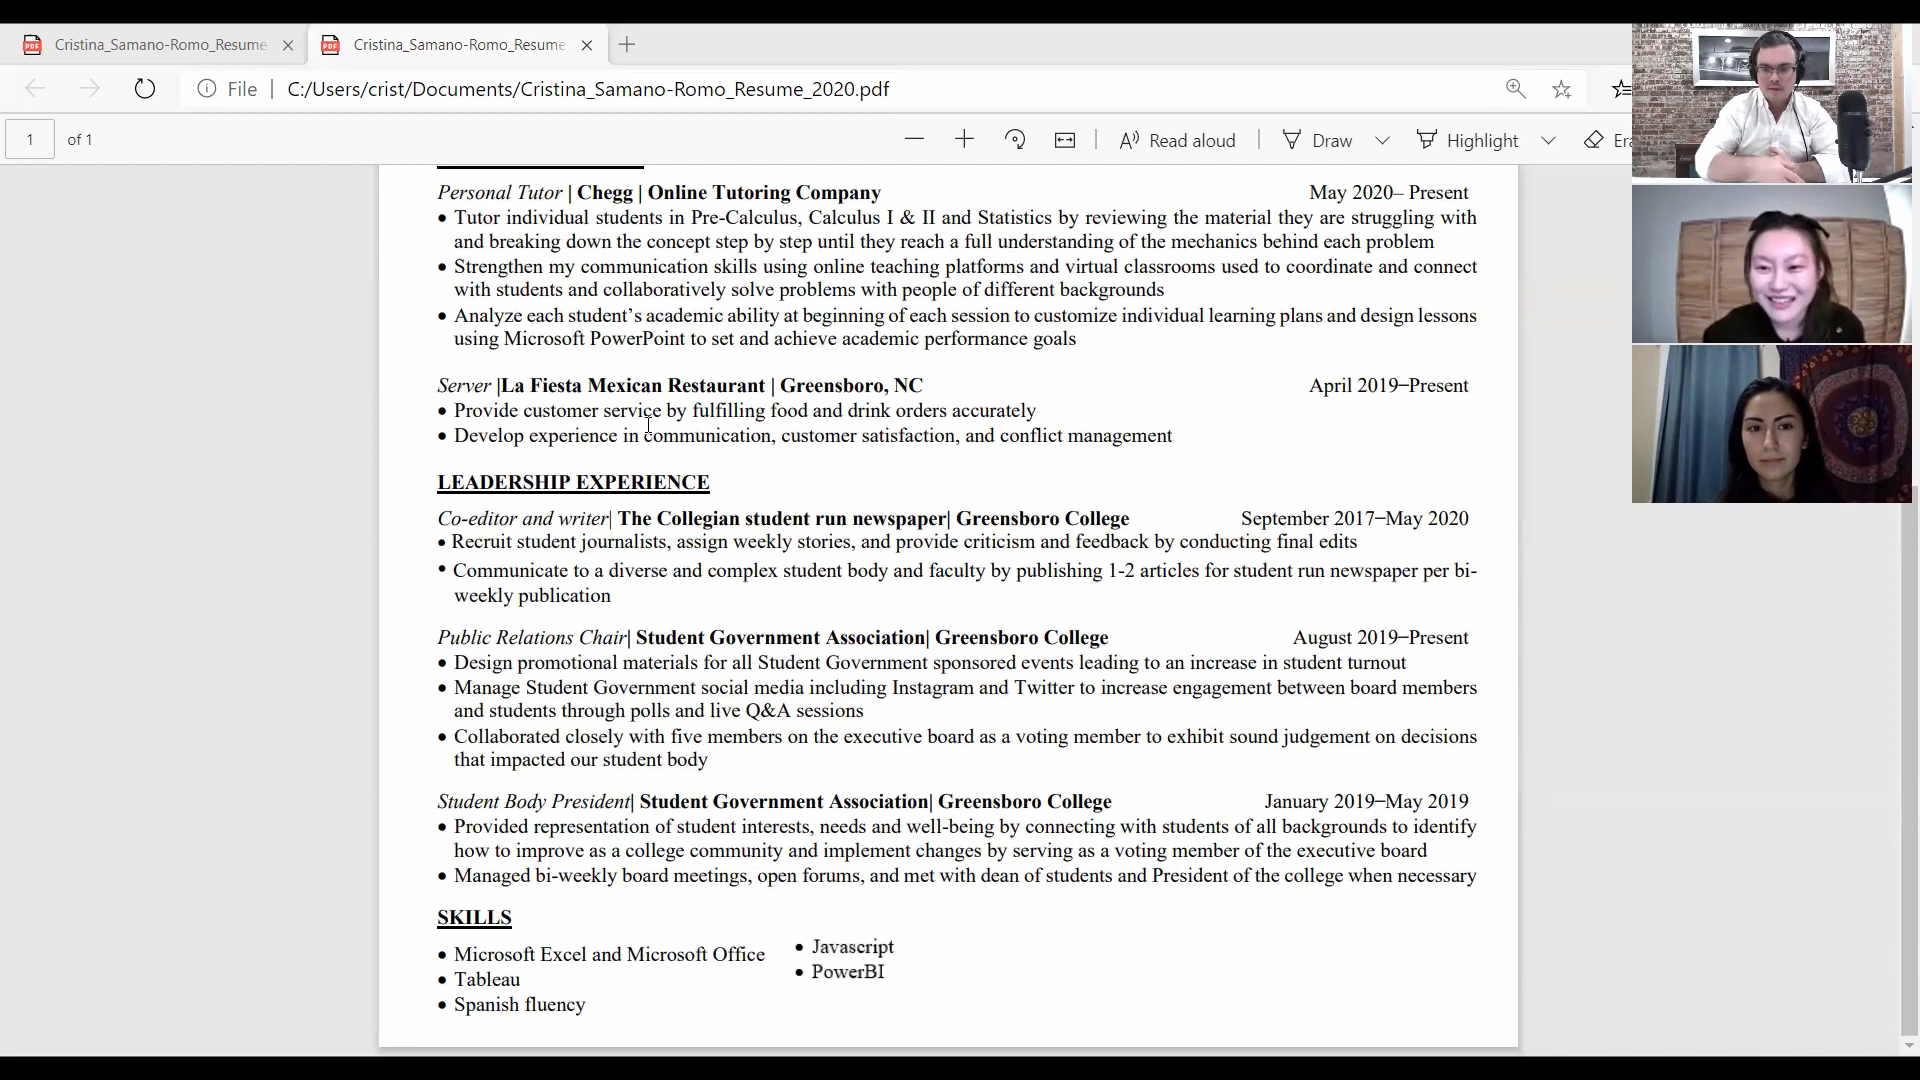 Cristina_Samano-Romo_Resume
Cristina_Samano-Romo_Resume
File | C:/Users/crist/Documents/Cristina_Samano-Romo_Resume_2020.pdf
1 of 1
Read aloud
Draw
Highlight
Era
Personal Tutor | Chegg | Online Tutoring Company May 2020– Present
• Tutor individual students in Pre-Calculus, Calculus I & II and Statistics by reviewing the material they are struggling with
and breaking down the concept step by step until they reach a full understanding of the mechanics behind each problem
• Strengthen my communication skills using online teaching platforms and virtual classrooms used to coordinate and connect
with students and collaboratively solve problems with people of different backgrounds
• Analyze each student's academic ability at beginning of each session to customize individual learning plans and design lessons
using Microsoft PowerPoint to set and achieve academic performance goals
Server |La Fiesta Mexican Restaurant | Greensboro, NC April 2019–Present
• Provide customer service by fulfilling food and drink orders accurately
• Develop experience in communication, customer satisfaction, and conflict management
LEADERSHIP EXPERIENCE
Co-editor and writer| The Collegian student run newspaper| Greensboro College September 2017–May 2020
• Recruit student journalists, assign weekly stories, and provide criticism and feedback by conducting final edits
• Communicate to a diverse and complex student body and faculty by publishing 1-2 articles for student run newspaper per bi-
weekly publication
Public Relations Chair| Student Government Association| Greensboro College August 2019–Present
• Design promotional materials for all Student Government sponsored events leading to an increase in student turnout
• Manage Student Government social media including Instagram and Twitter to increase engagement between board members
and students through polls and live Q&A sessions
• Collaborated closely with five members on the executive board as a voting member to exhibit sound judgement on decisions
that impacted our student body
Student Body President| Student Government Association| Greensboro College January 2019–May 2019
• Provided representation of student interests, needs and well-being by connecting with students of all backgrounds to identify
how to improve as a college community and implement changes by serving as a voting member of the executive board
• Managed bi-weekly board meetings, open forums, and met with dean of students and President of the college when necessary
SKILLS
• Microsoft Excel and Microsoft Office
• Tableau
• Spanish fluency
• Javascript
• PowerBI